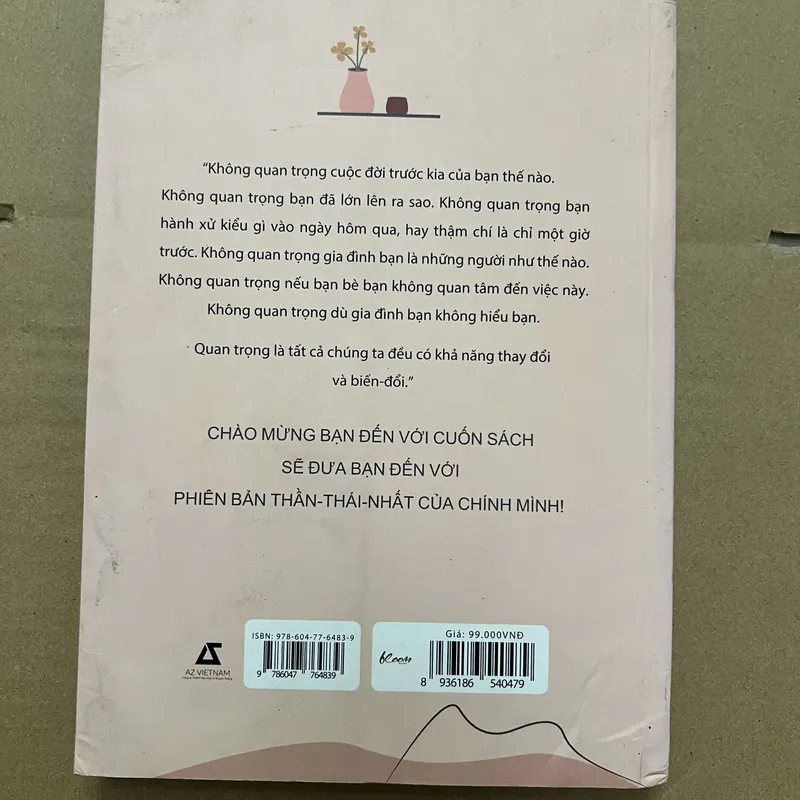 “Không quan trọng cuộc đời trước kia của bạn thế nào.
Không quan trọng bạn đã lớn lên ra sao. Không quan trọng bạn
hành xử kiểu gì vào ngày hôm qua, hay thậm chí là chỉ một giờ
trước. Không quan trọng gia đình bạn là những người như thế nào.
Không quan trọng nếu bạn bè bạn không quan tâm đến việc này.
Không quan trọng dù gia đình bạn không hiểu bạn.
Quan trọng là tất cả chúng ta đều có khả năng thay đổi
và biến-đổi.”
CHÀO MỪNG BẠN ĐẾN VỚI CUỐN SÁCH
SẼ ĐƯA BẠN ĐẾN VỚI
PHIÊN BẢN THẦN-THÁI-NHẤT CỦA CHÍNH MÌNH!
AZ VIETNAM
ISBN: 978-604-77-6483-9
9 786047 764839
bloom
Giá: 99.000VNĐ
8 936186 540479